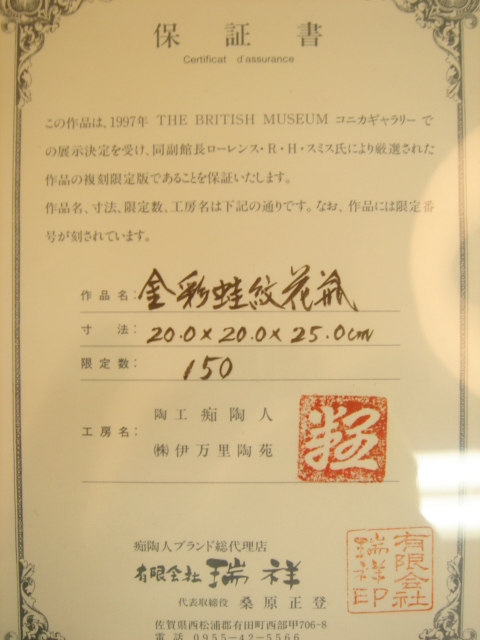 保証書
Certificat d'assurance
この作品は、1997年 THE BRITISH MUSEUM コニカギャラリーで
の展示決定を受け、同副館長ローレンス・R・H・スミス氏により厳選された
作品の複刻限定版であることを保証いたします。
作品名、寸法、限定数、工房名は下記の通りです。なお、作品には限定番
号が刻されています。
作品名: 金彩蛙紋花瓶
寸法: 20.0×20.0×25.0cm
限定数: 150
工房名: 陶工痴陶人
㈱伊万里陶苑
痴陶人ブランド総代理店
有限会社 瑞祥
代表取締役 桑原正登
有限会社
瑞祥印
佐賀県西松浦郡有田町西部甲706-8
電話 0955-42-5566